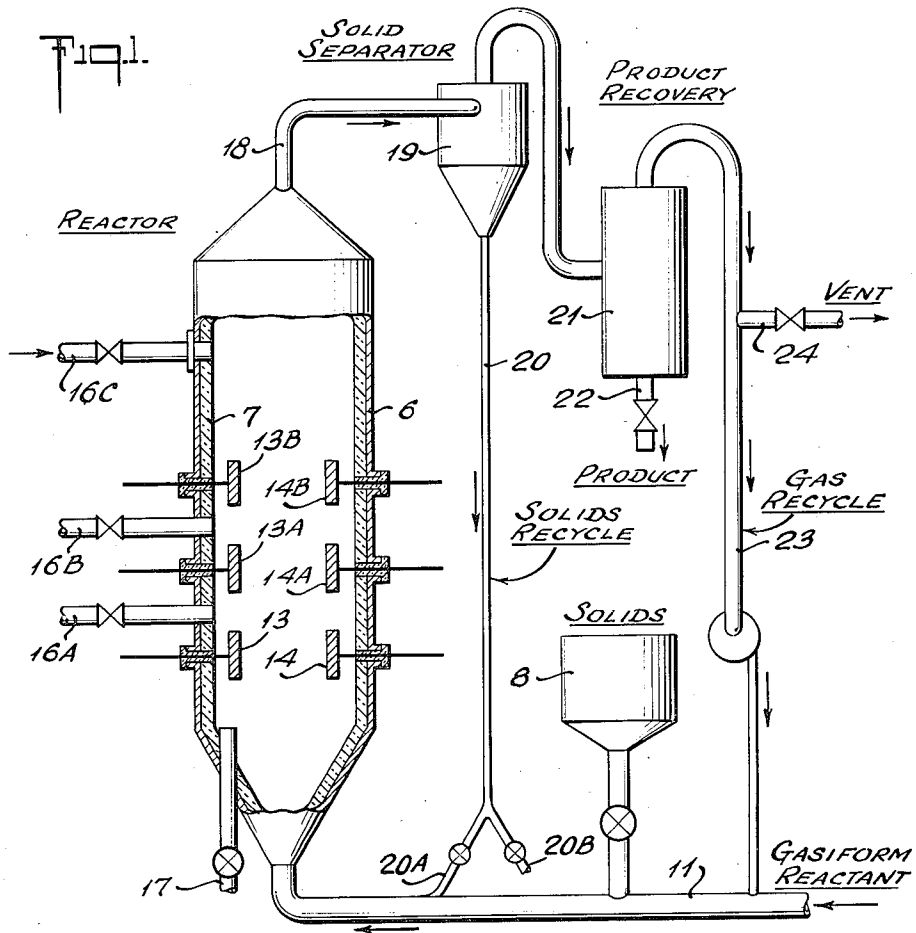 Fig.1.
SOLID
SEPARATOR
PRODUCT
RECOVERY
18
19
REACTOR
VENT
21
24
20
16C
7
6
22
13B
14B
PRODUCT
GAS
RECYCLE
SOLIDS
RECYCLE
23
16B
13A
14A
SOLIDS
16A
13
14
8
20A
20B
GASIFORM
REACTANT
11
17